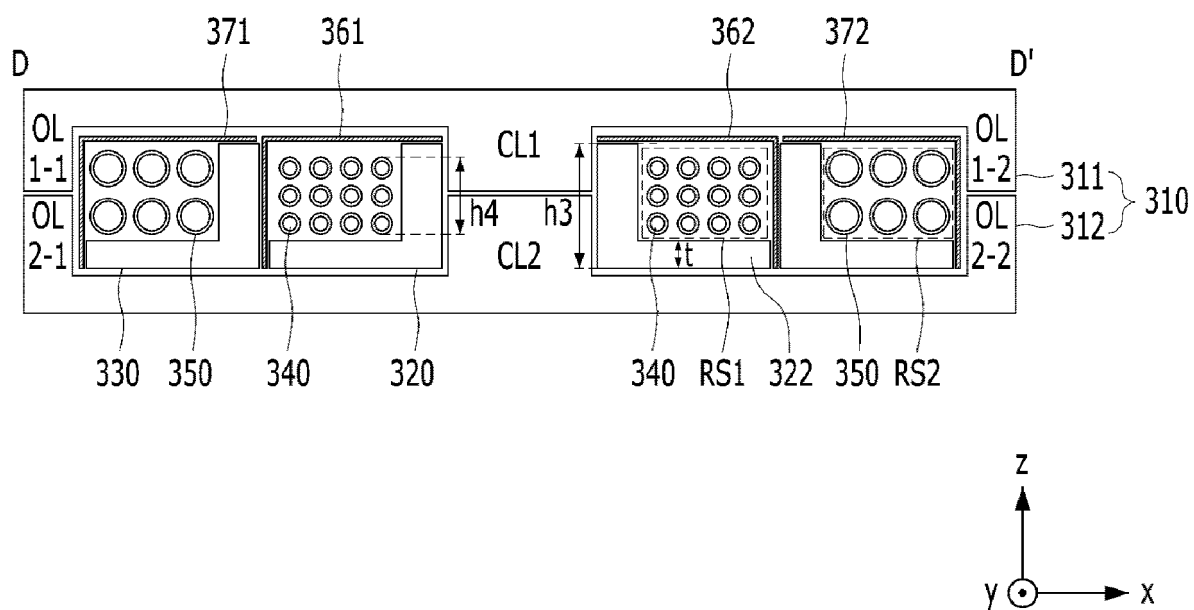 371 361 362 372
D D'
OL 1-1 CL1 OL 1-2 311
310
h4 h3
OL 2-1 CL2 t OL 2-2 312
330 350 340 320 340 RS1 322 350 RS2
z
y x